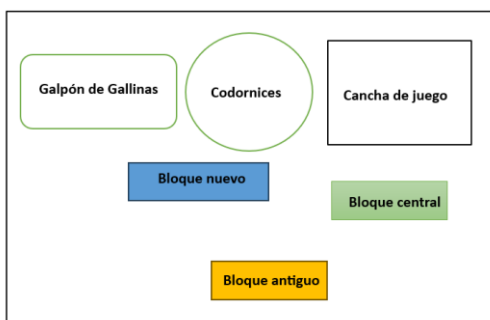 Galpón de Gallinas
Codornices
Cancha de juego
Bloque nuevo
Bloque central
Bloque antiguo